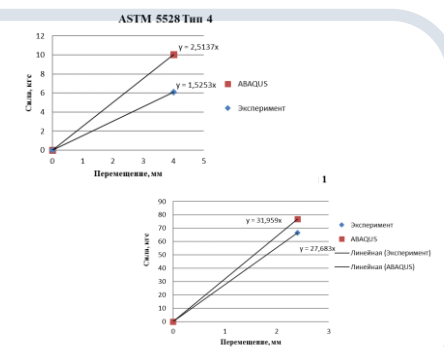 ASTM 5528 Тип 4
12
10
8
6
4
2
0
0 1 2 3 4 5
Сила, кгс
Перемещение, мм
y = 2,5137x
y = 1,5253x
ABAQUS
Эксперимент
1
90
80
70
60
50
40
30
20
10
0
0 1 2 3
Сила, кгс
Перемещение, мм
y = 31,959x
y = 27,683x
Эксперимент
ABAQUS
Линейная (Эксперимент)
Линейная (ABAQUS)